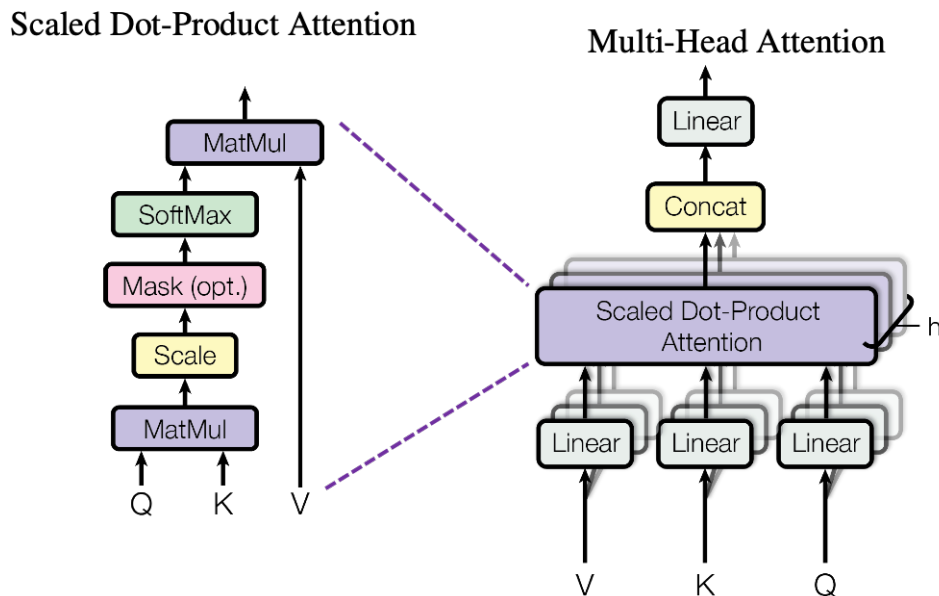 Scaled Dot-Product Attention
MatMul
SoftMax
Mask (opt.)
Scale
MatMul
Q K V
Multi-Head Attention
Linear
Concat
Scaled Dot-Product
Attention
h
Linear Linear Linear
V K Q